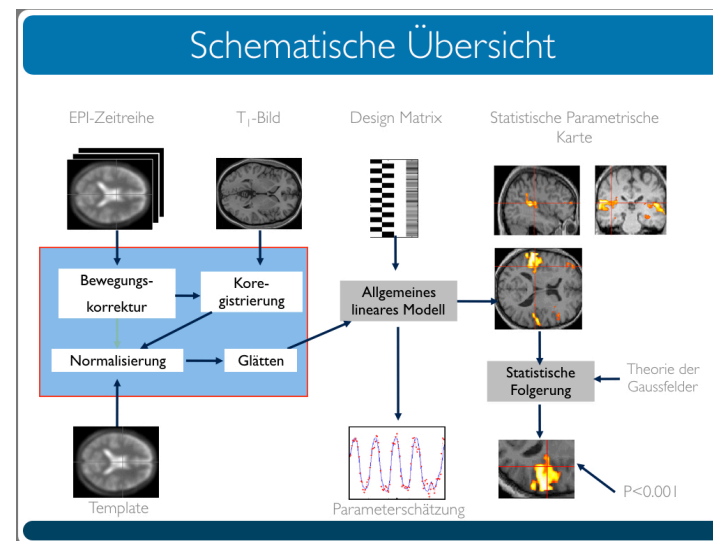 Schematische Übersicht
EPI-Zeitreihe
T₁-Bild
Design Matrix
Statistische Parametrische
Karte
Bewegungs-
korrektur
Kore-
gistrierung
Allgemeines
lineares Modell
Normalisierung
Glätten
Statistische
Folgerung
Theorie der
Gaussfelder
Template
Parameterschätzung
P<0.001